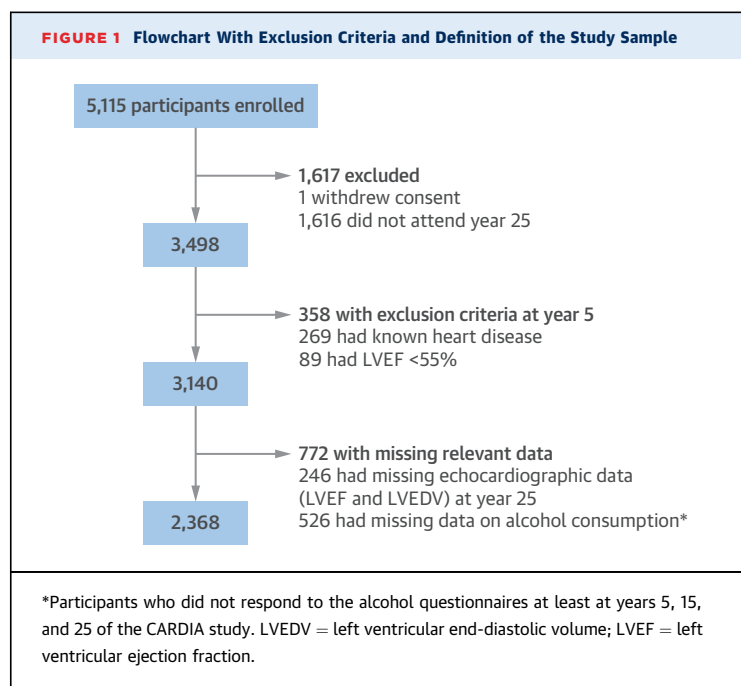 FIGURE 1 Flowchart With Exclusion Criteria and Definition of the Study Sample
5,115 participants enrolled
1,617 excluded
1 withdrew consent
1,616 did not attend year 25
3,498
358 with exclusion criteria at year 5
269 had known heart disease
89 had LVEF <55%
3,140
772 with missing relevant data
246 had missing echocardiographic data
(LVEF and LVEDV) at year 25
526 had missing data on alcohol consumption*
2,368
*Participants who did not respond to the alcohol questionnaires at least at years 5, 15,
and 25 of the CARDIA study. LVEDV = left ventricular end-diastolic volume; LVEF = left
ventricular ejection fraction.